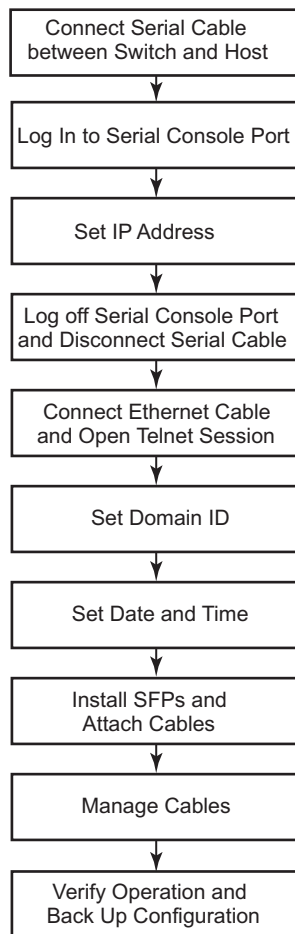 Connect Serial Cable
between Switch and Host
Log In to Serial Console Port
Set IP Address
Log off Serial Console Port
and Disconnect Serial Cable
Connect Ethernet Cable
and Open Telnet Session
Set Domain ID
Set Date and Time
Install SFPs and
Attach Cables
Manage Cables
Verify Operation and
Back Up Configuration